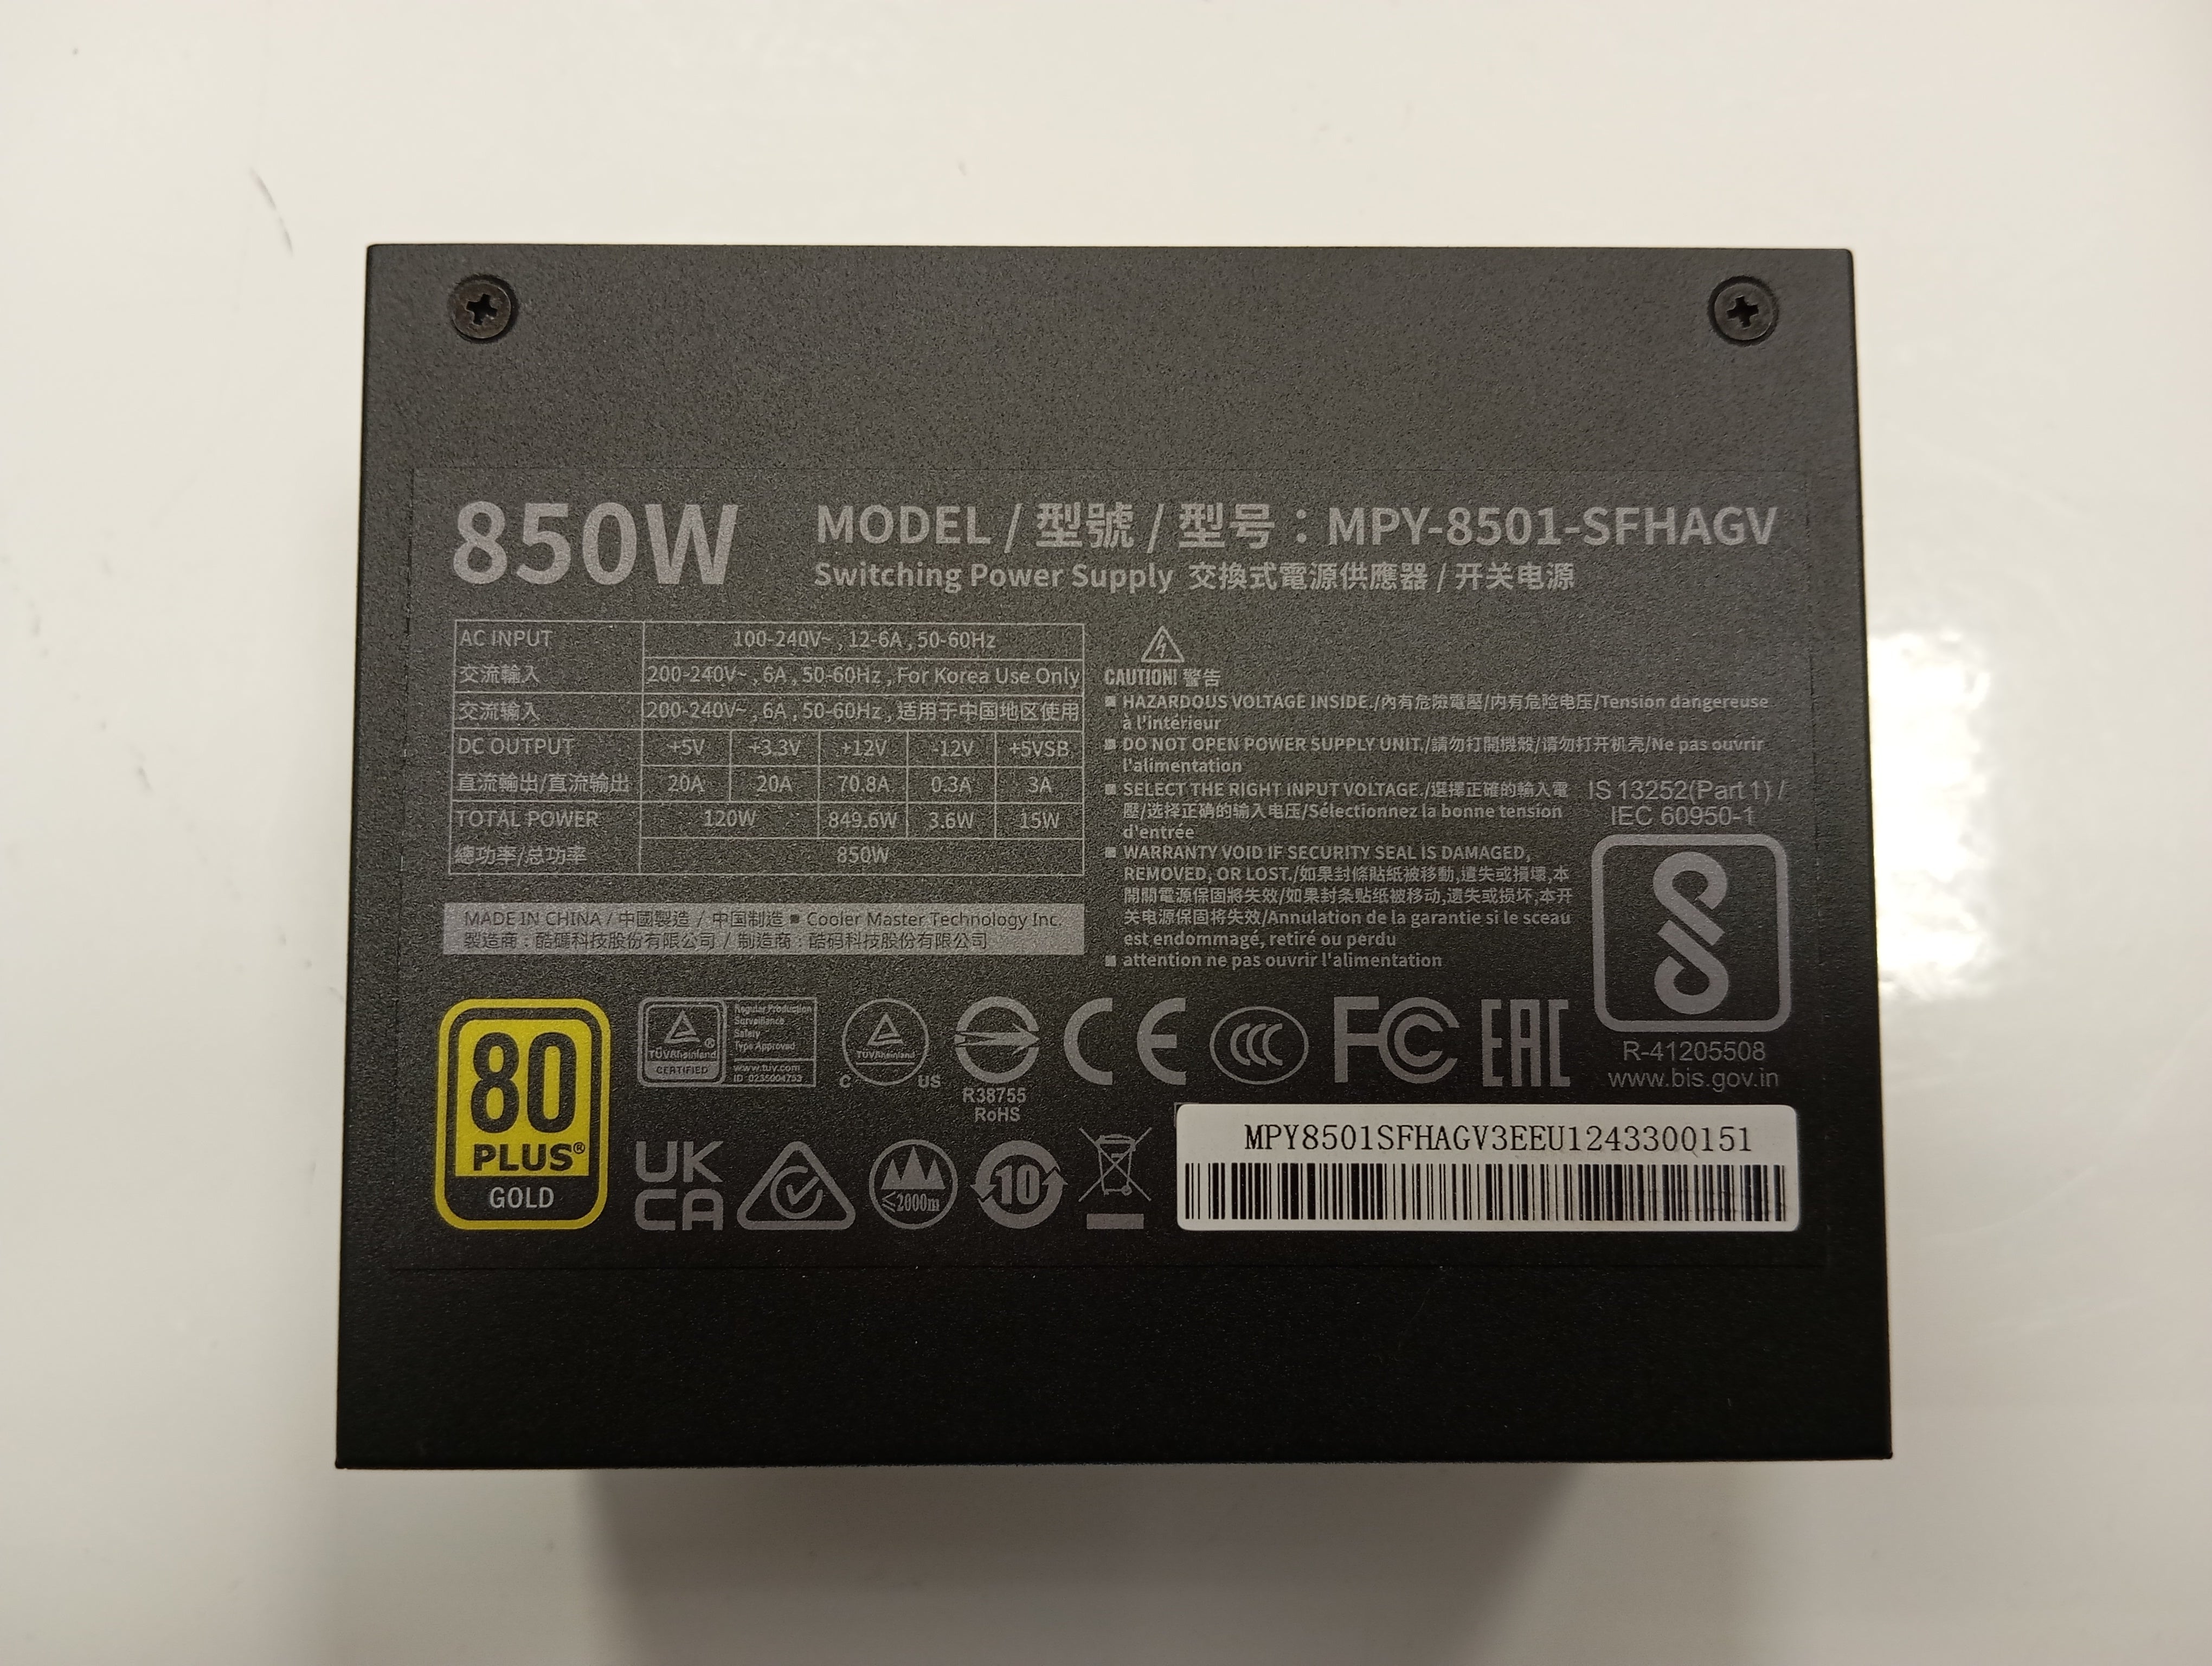 850W
MODEL / 型號 / 型号：MPY-8501-SFHAGV
Switching Power Supply 交換式電源供應器 / 开关电源
AC INPUT 100-240V~ , 12-6A , 50-60Hz
交流輸入 200-240V~ , 6A , 50-60Hz , For Korea Use Only
交流输入 200-240V~ , 6A , 50-60Hz , 适用于中国地区使用
DC OUTPUT +5V +3.3V +12V -12V +5VSB
直流輸出/直流输出 20A 20A 70.8A 0.3A 3A
TOTAL POWER 120W 849.6W 3.6W 15W
總功率/总功率 850W
MADE IN CHINA / 中國製造 / 中国制造 ■ Cooler Master Technology Inc.
製造商 : 酷碼科技股份有限公司 / 制造商 : 酷码科技股份有限公司
CAUTION! 警告
■ HAZARDOUS VOLTAGE INSIDE./內有危險電壓/内有危险电压/Tension dangereuse
à l'intérieur
■ DO NOT OPEN POWER SUPPLY UNIT./請勿打開機殼/请勿打开机壳/Ne pas ouvrir
l'alimentation
■ SELECT THE RIGHT INPUT VOLTAGE./選擇正確的輸入電
壓/选择正确的输入电压/Sélectionnez la bonne tension
d'entrée
■ WARRANTY VOID IF SECURITY SEAL IS DAMAGED,
REMOVED, OR LOST./如果封條貼紙被移動,遺失或損壞,本
開關電源保固將失效/如果封条贴纸被移动,遗失或损坏,本开
关电源保固将失效/Annulation de la garantie si le sceau
est endommagé, retiré ou perdu
■ attention ne pas ouvrir l'alimentation
IS 13252(Part 1) /
IEC 60950-1
R-41205508
www.bis.gov.in
80
PLUS®
GOLD
TÜVRheinland®
CERTIFIED
Regular Production
Surveillance
Safety
Type Approved
www.tuv.com
ID 0235004753
TÜVRheinland
C US
R38755
RoHS
CE
CCC
FC
EAC
UK
CA
≤2000m
10
MPY8501SFHAGV3EEU1243300151